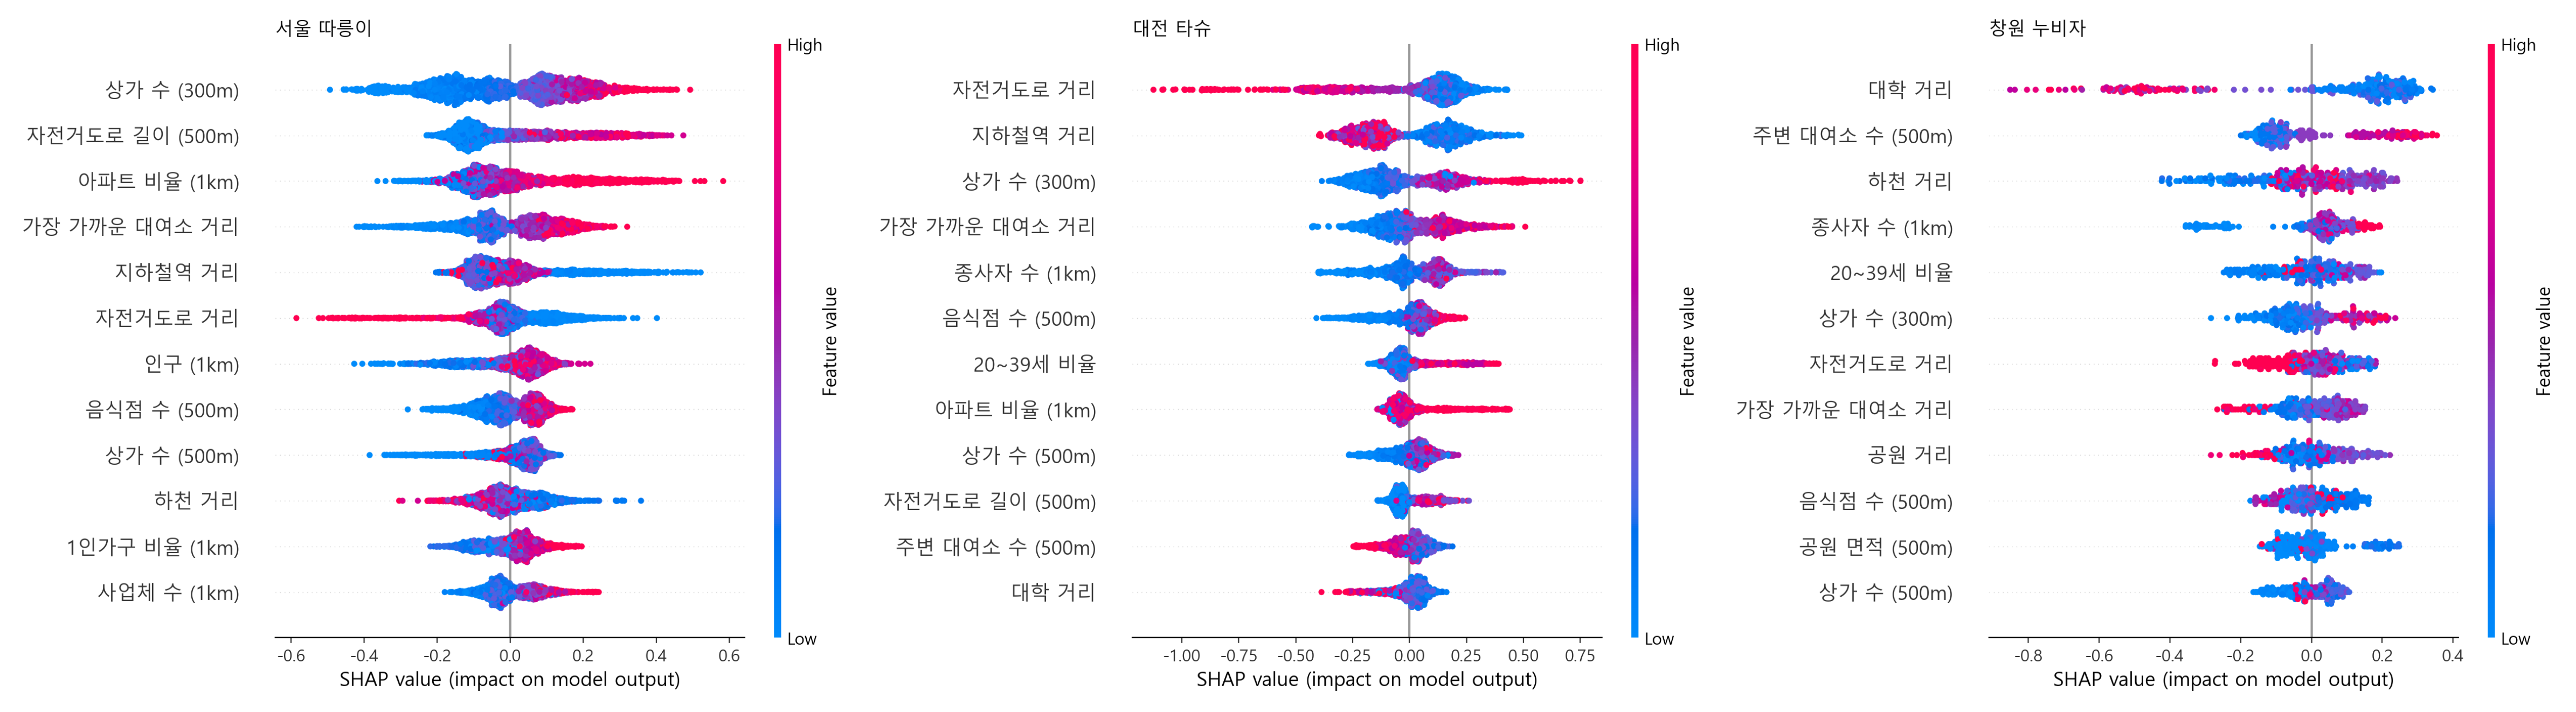 서울 따릉이
High
상가 수 (300m)
자전거도로 길이 (500m)
아파트 비율 (1km)
가장 가까운 대여소 거리
지하철역 거리
자전거도로 거리
인구 (1km)
음식점 수 (500m)
상가 수 (500m)
하천 거리
1인가구 비율 (1km)
사업체 수 (1km)
Feature value
Low
-0.6 -0.4 -0.2 0.0 0.2 0.4 0.6
SHAP value (impact on model output)
대전 타슈
High
자전거도로 거리
지하철역 거리
상가 수 (300m)
가장 가까운 대여소 거리
종사자 수 (1km)
음식점 수 (500m)
20~39세 비율
아파트 비율 (1km)
상가 수 (500m)
자전거도로 길이 (500m)
주변 대여소 수 (500m)
대학 거리
Feature value
Low
-1.00 -0.75 -0.50 -0.25 0.00 0.25 0.50 0.75
SHAP value (impact on model output)
창원 누비자
High
대학 거리
주변 대여소 수 (500m)
하천 거리
종사자 수 (1km)
20~39세 비율
상가 수 (300m)
자전거도로 거리
가장 가까운 대여소 거리
공원 거리
음식점 수 (500m)
공원 면적 (500m)
상가 수 (500m)
Feature value
Low
-0.8 -0.6 -0.4 -0.2 0.0 0.2 0.4
SHAP value (impact on model output)